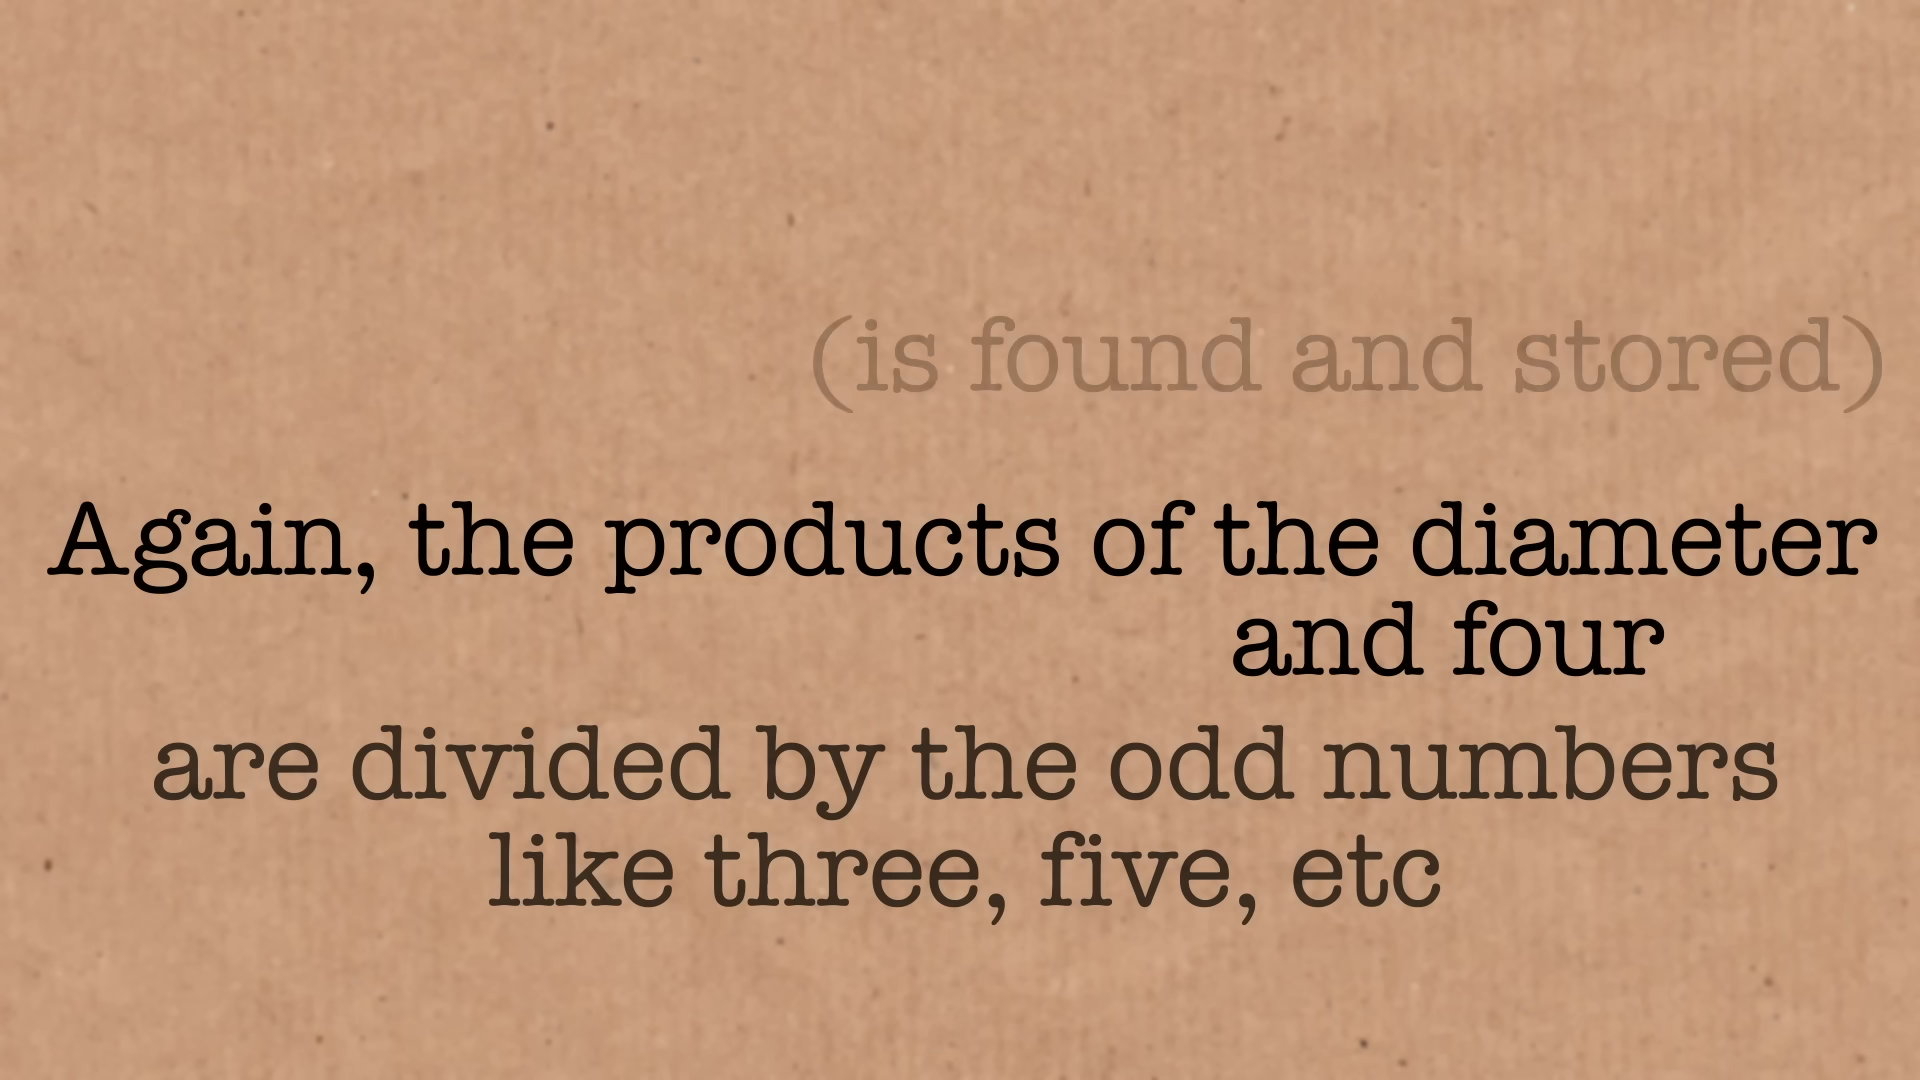 (is found and stored)
Again, the products of the diameter
and four
are divided by the odd numbers
like three, five, etc